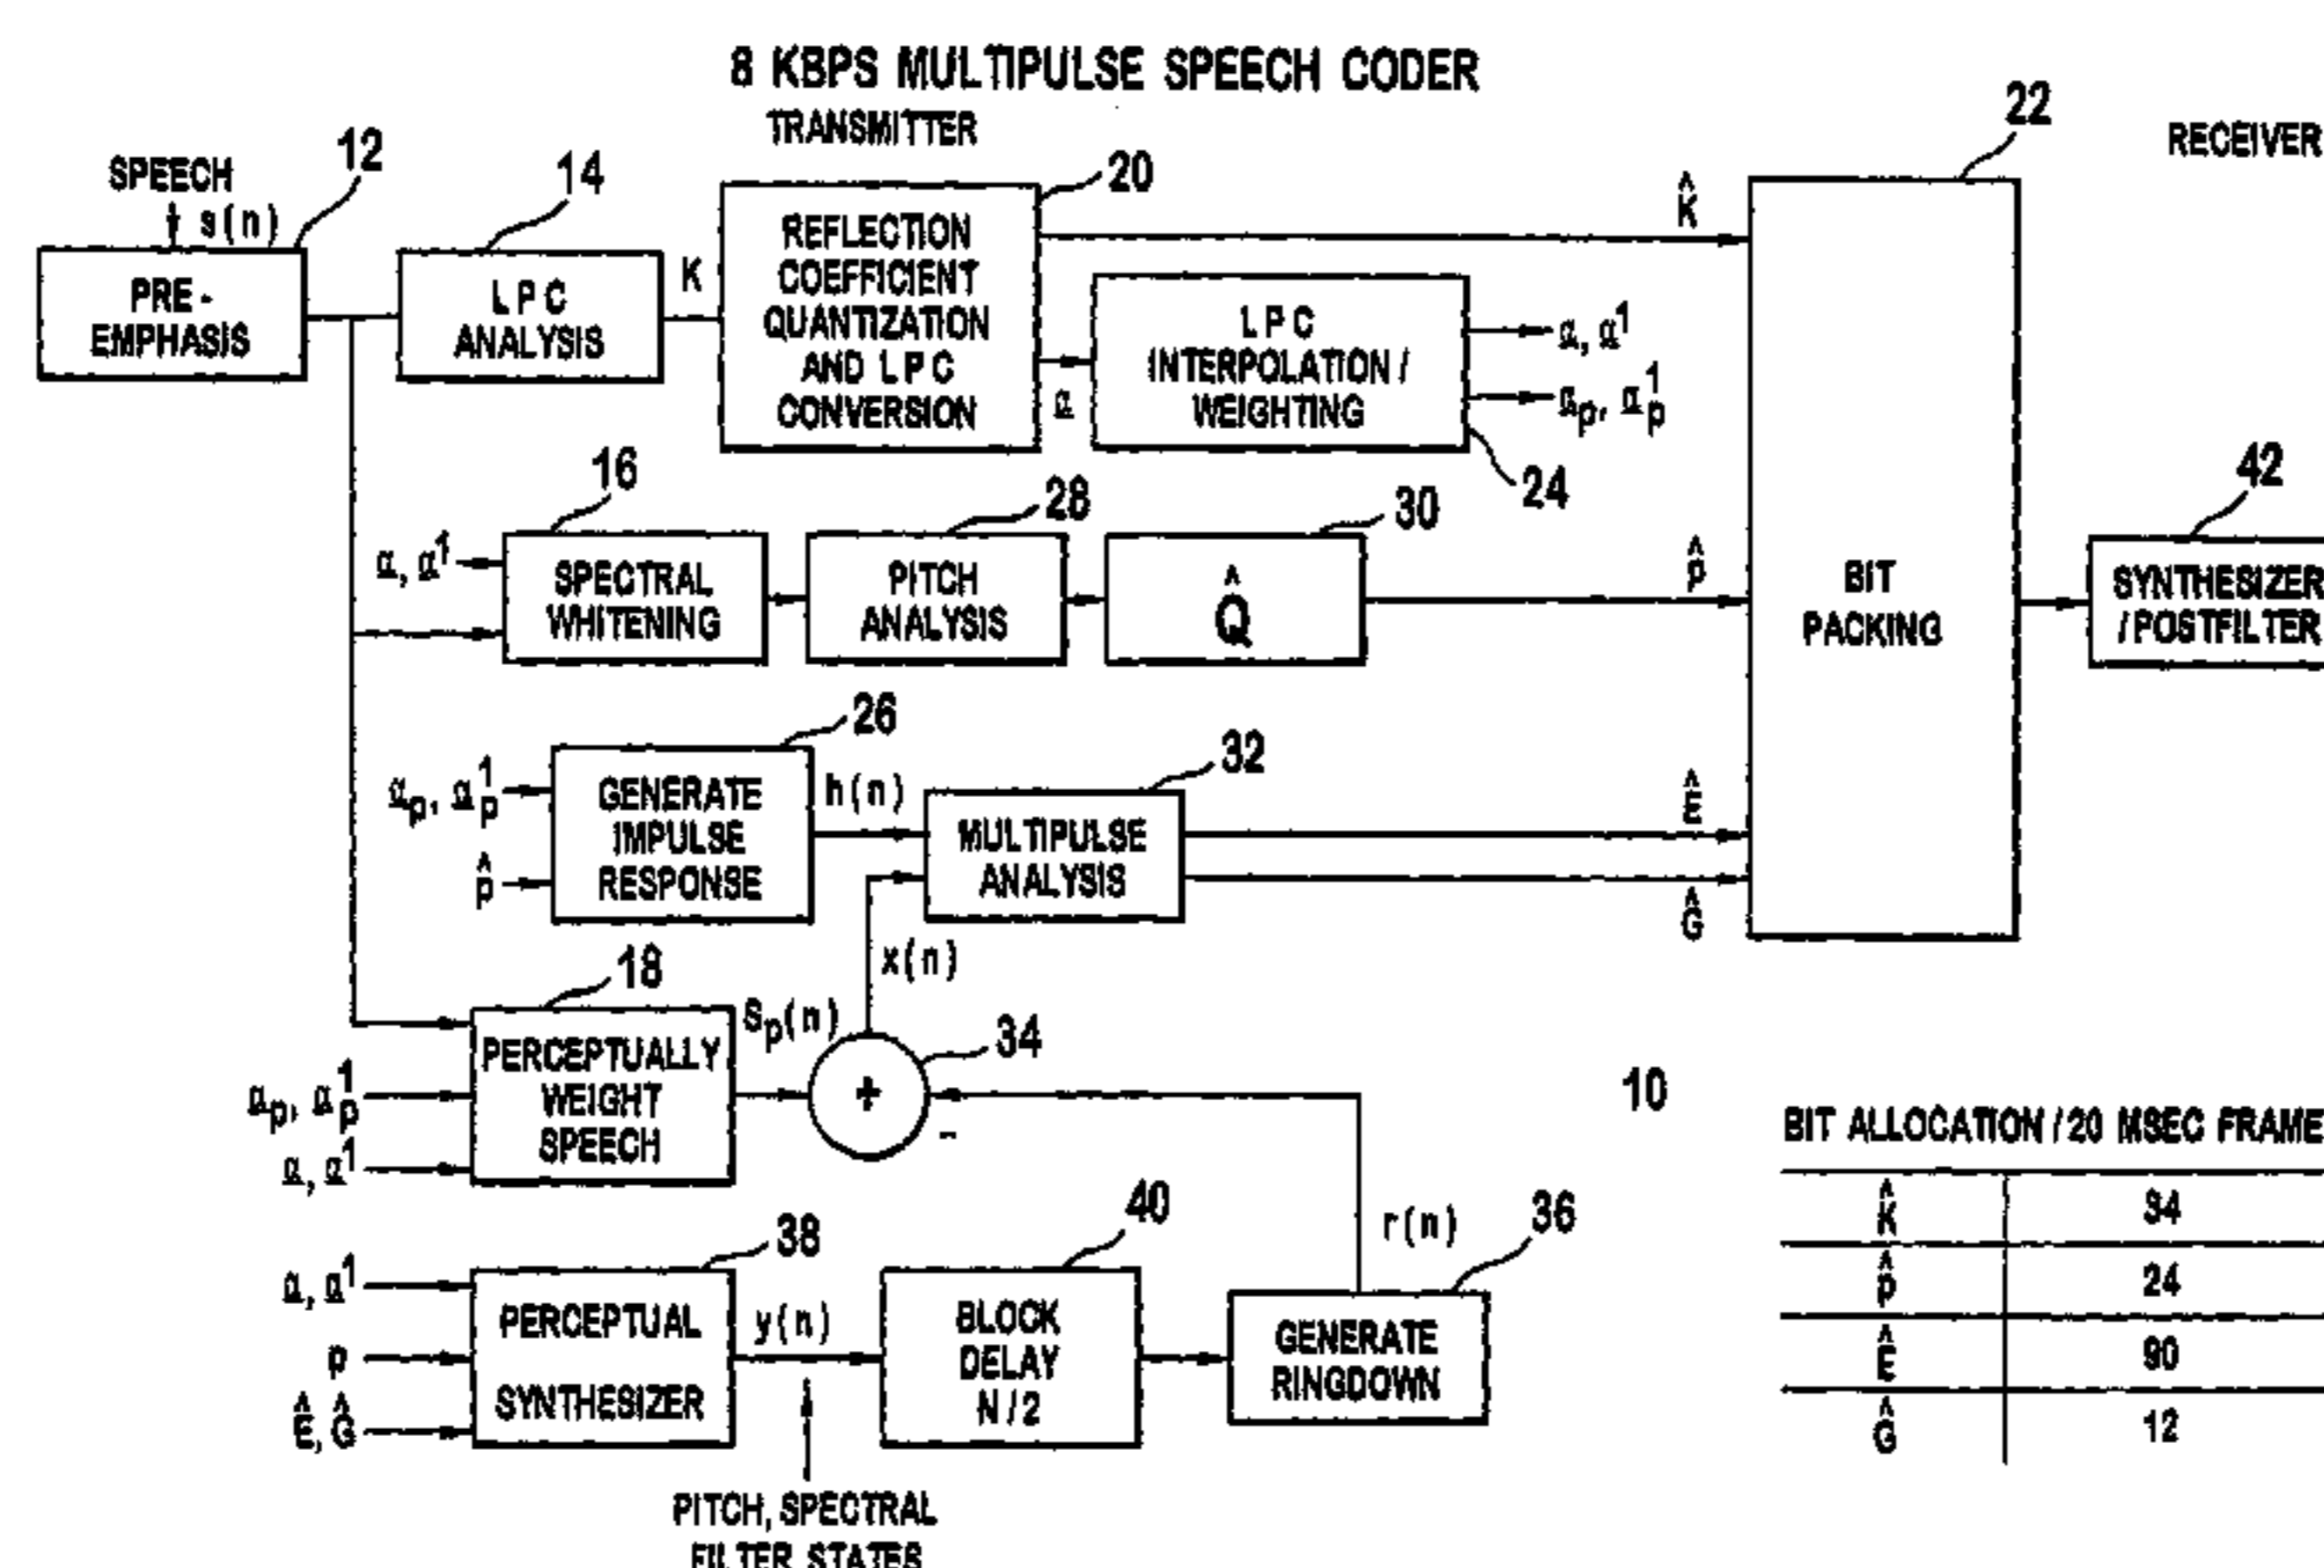 8 KBPS MULTIPULSE SPEECH CODER
TRANSMITTER
RECEIVER
SPEECH
s(n)
12
14
20
22
PRE-
EMPHASIS
LPC
ANALYSIS
K
REFLECTION
COEFFICIENT
QUANTIZATION
AND LPC
CONVERSION
K̂
α
LPC
INTERPOLATION/
WEIGHTING
α, α¹
αp, αp¹
24
16
28
30
42
α, α¹
SPECTRAL
WHITENING
PITCH
ANALYSIS
Q̂
p̂
BIT
PACKING
SYNTHESIZER
/POSTFILTER
26
32
αp, αp¹
p̂
GENERATE
IMPULSE
RESPONSE
h(n)
MULTIPULSE
ANALYSIS
Ê
Ĝ
x(n)
18
34
PERCEPTUALLY
WEIGHT
SPEECH
Sp(n)
+
-
αp, αp¹
α, α¹
10
38
40
36
α, α¹
p
Ê, Ĝ
PERCEPTUAL
SYNTHESIZER
y(n)
BLOCK
DELAY
N/2
r(n)
GENERATE
RINGDOWN
PITCH, SPECTRAL
FILTER STATES
BIT ALLOCATION/20 MSEC FRAME
K̂ 34
p̂ 24
Ê 90
Ĝ 12